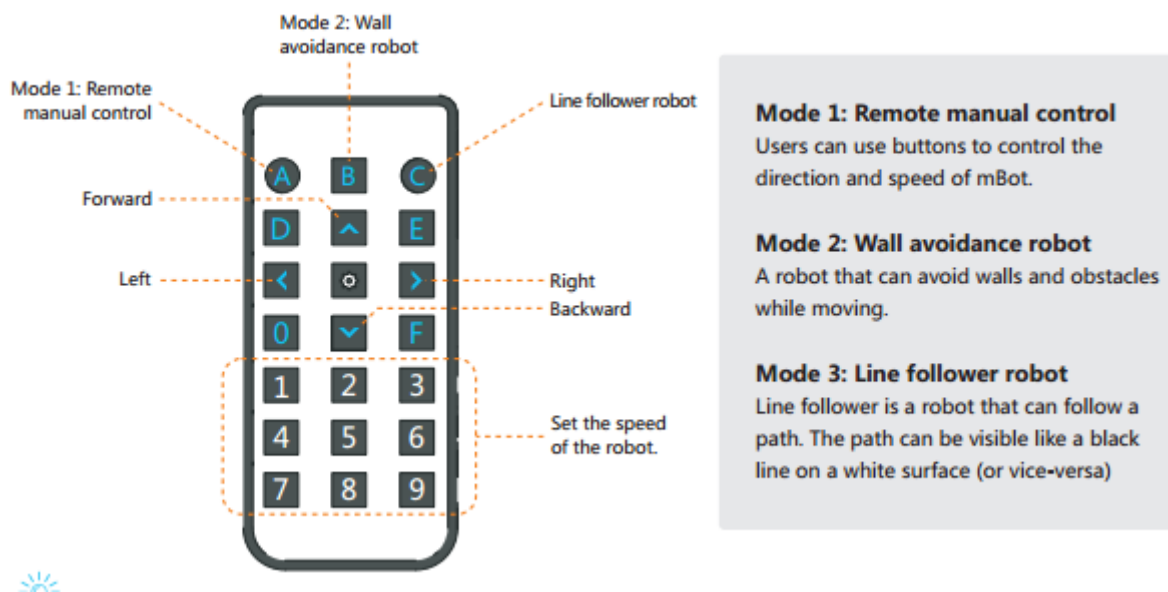 Mode 2: Wall
avoidance robot
Mode 1: Remote
manual control
Line follower robot
A B C
Forward
D E
Left
Right
Backward
0 F
1 2 3
4 5 6
7 8 9
Set the speed
of the robot.
Mode 1: Remote manual control
Users can use buttons to control the
direction and speed of mBot.
Mode 2: Wall avoidance robot
A robot that can avoid walls and obstacles
while moving.
Mode 3: Line follower robot
Line follower is a robot that can follow a
path. The path can be visible like a black
line on a white surface (or vice-versa)